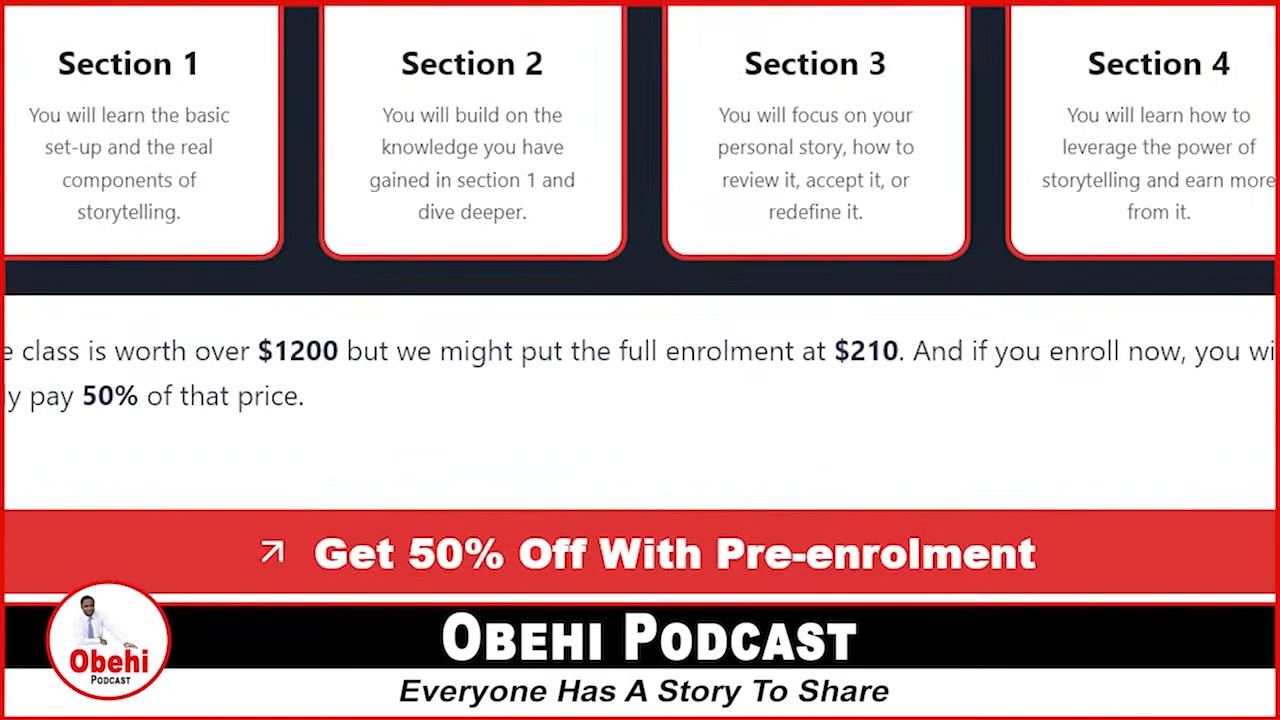 Section 1
You will learn the basic
set-up and the real
components of
storytelling.
Section 2
You will build on the
knowledge you have
gained in section 1 and
dive deeper.
Section 3
You will focus on your
personal story, how to
review it, accept it, or
redefine it.
Section 4
You will learn how to
leverage the power of
storytelling and earn more
from it.
e class is worth over $1200 but we might put the full enrolment at $210. And if you enroll now, you wi
y pay 50% of that price.
Get 50% Off With Pre-enrolment
Obehi Podcast
Everyone Has A Story To Share
Obehi
Podcast